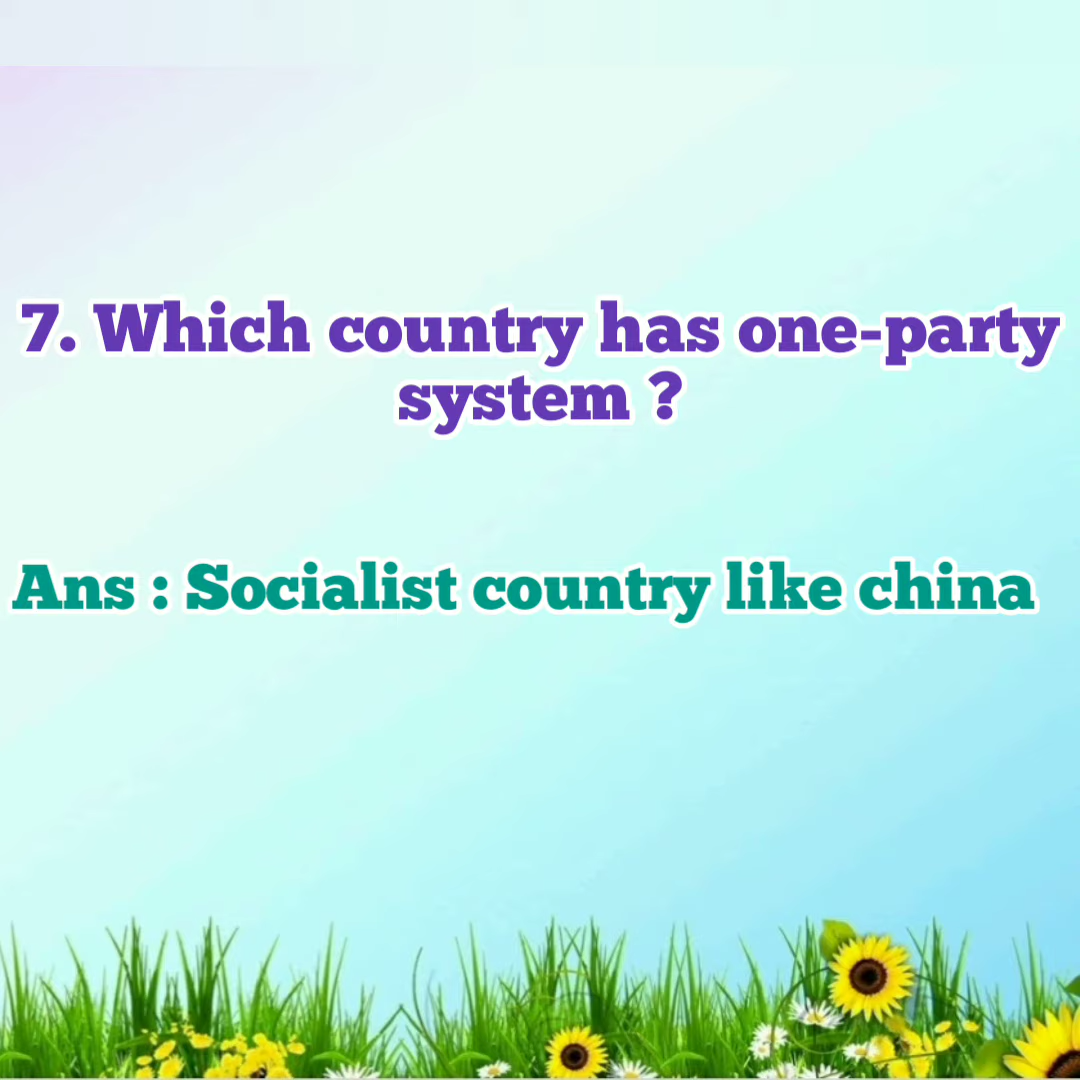 7. Which country has one-party
system ?
Ans : Socialist country like china